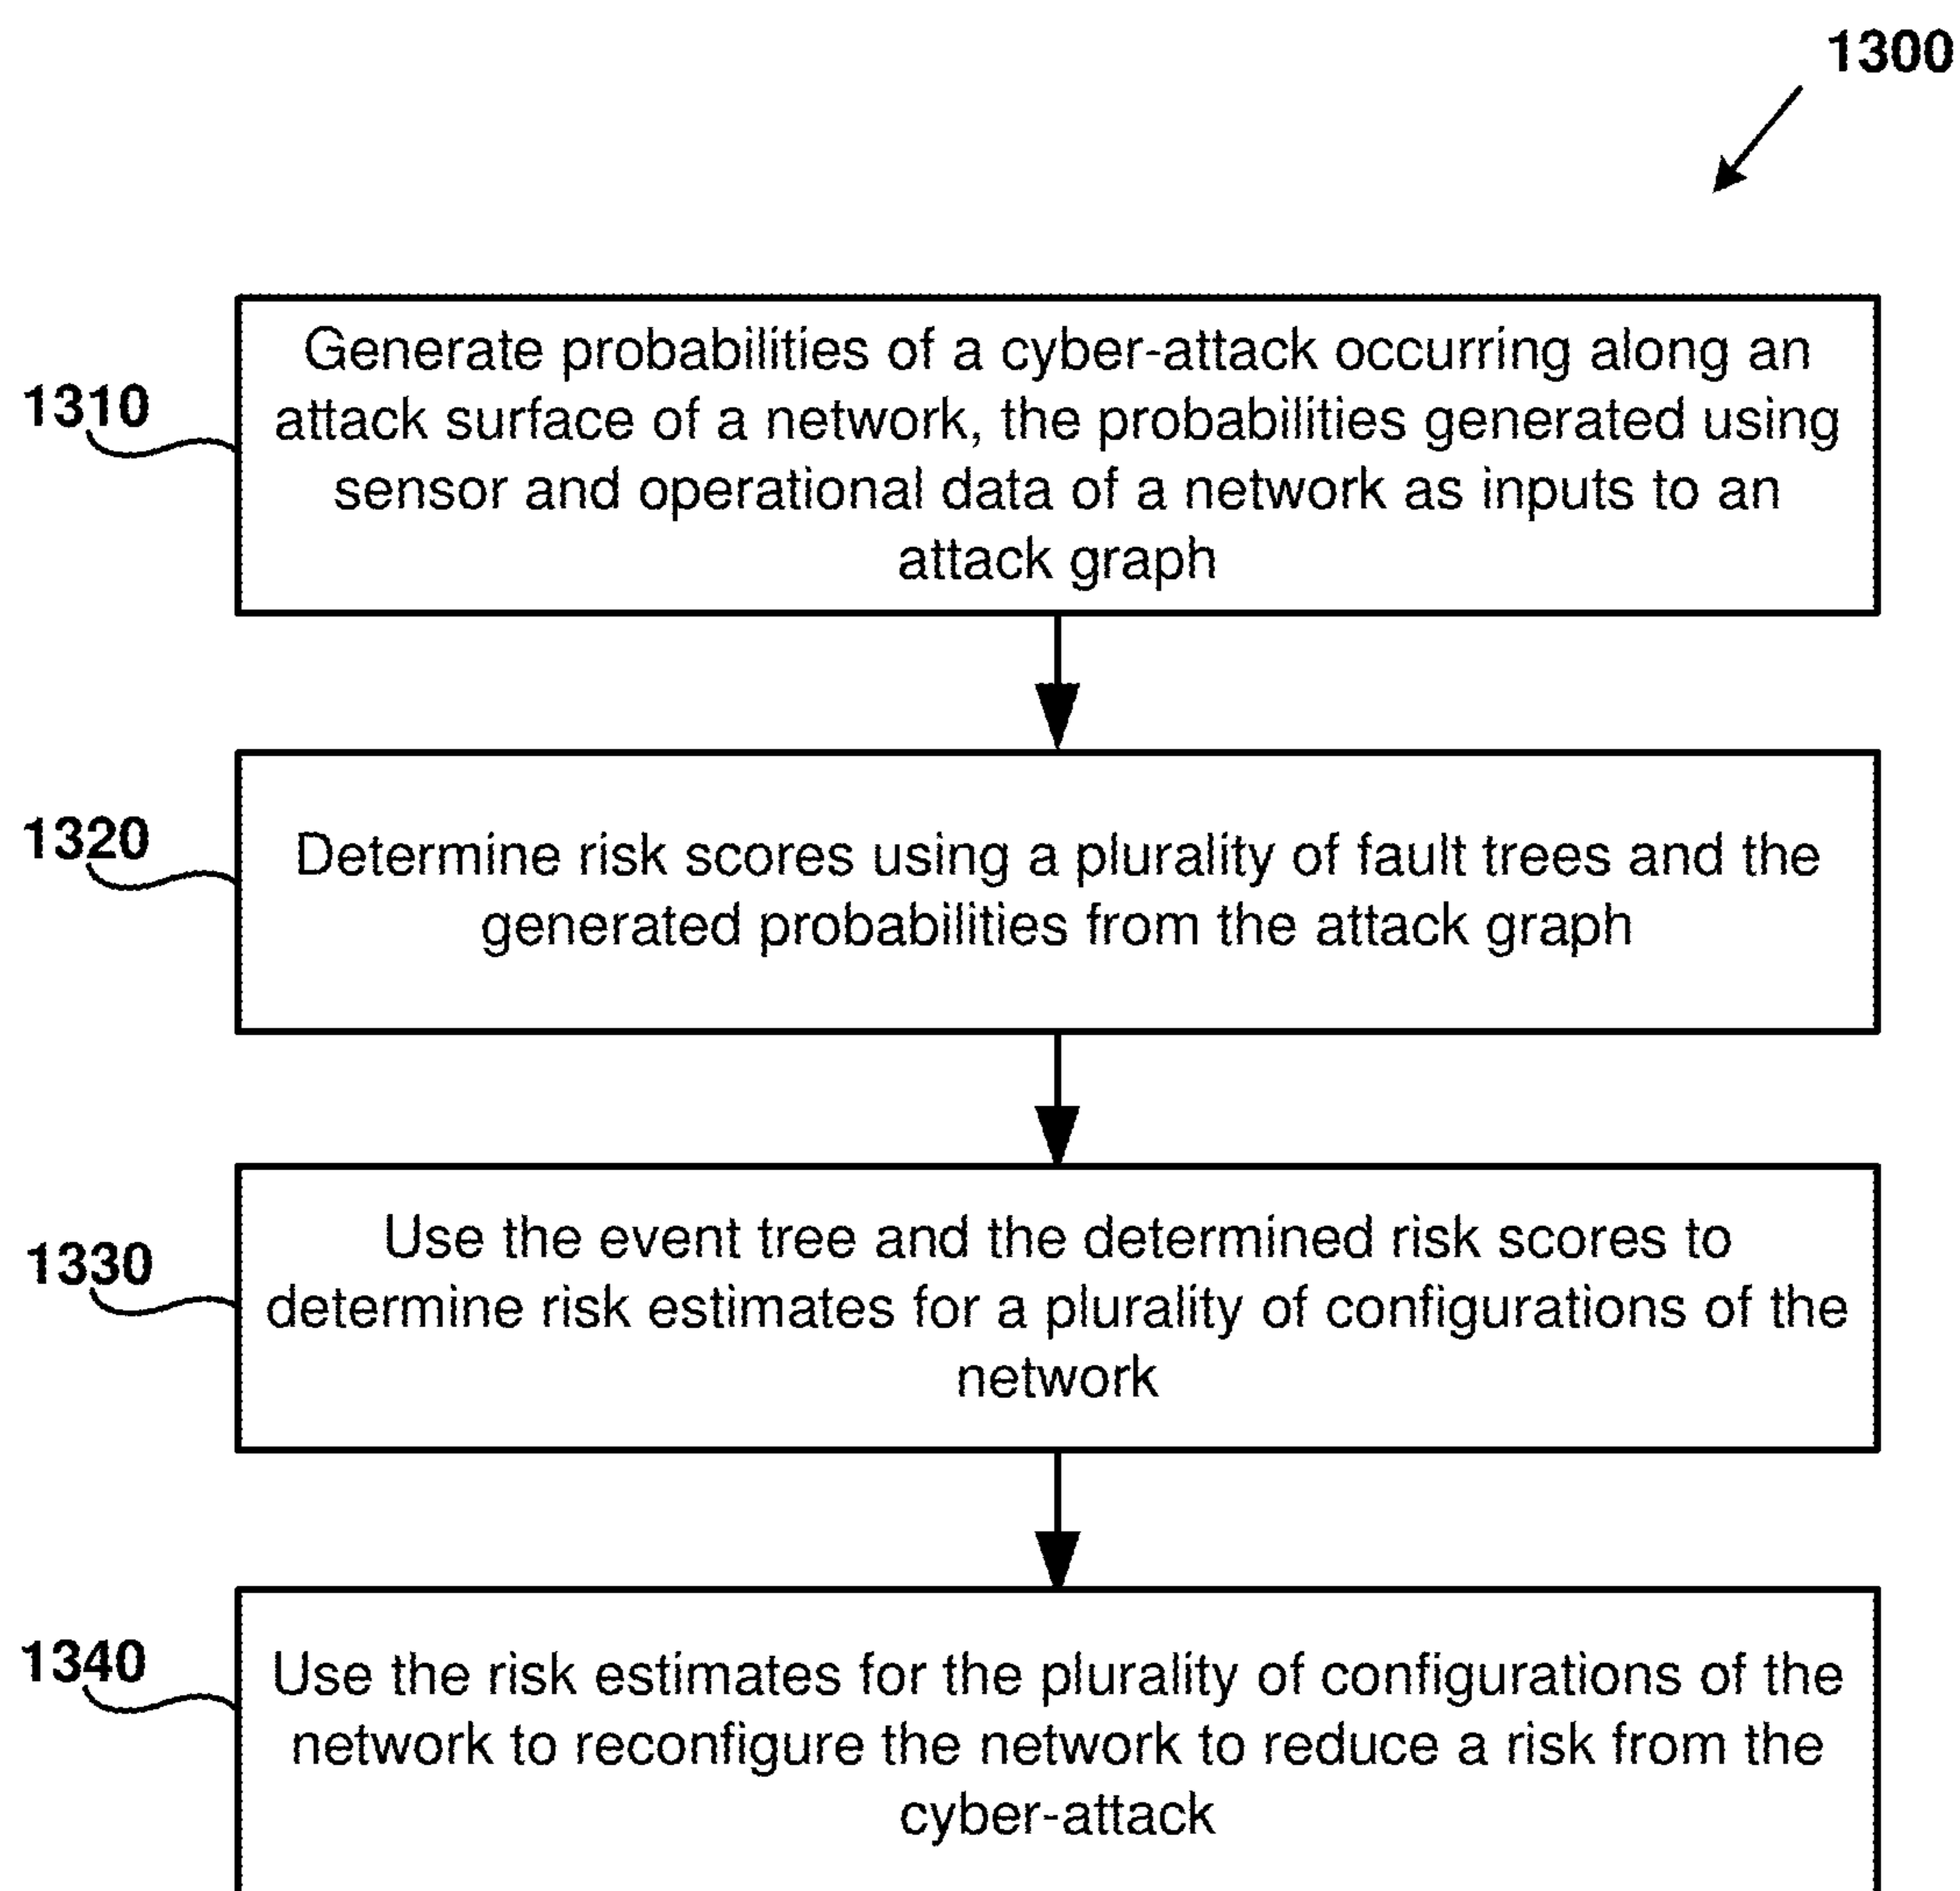 1300
1310
Generate probabilities of a cyber-attack occurring along an
attack surface of a network, the probabilities generated using
sensor and operational data of a network as inputs to an
attack graph
1320
Determine risk scores using a plurality of fault trees and the
generated probabilities from the attack graph
1330
Use the event tree and the determined risk scores to
determine risk estimates for a plurality of configurations of the
network
1340
Use the risk estimates for the plurality of configurations of the
network to reconfigure the network to reduce a risk from the
cyber-attack